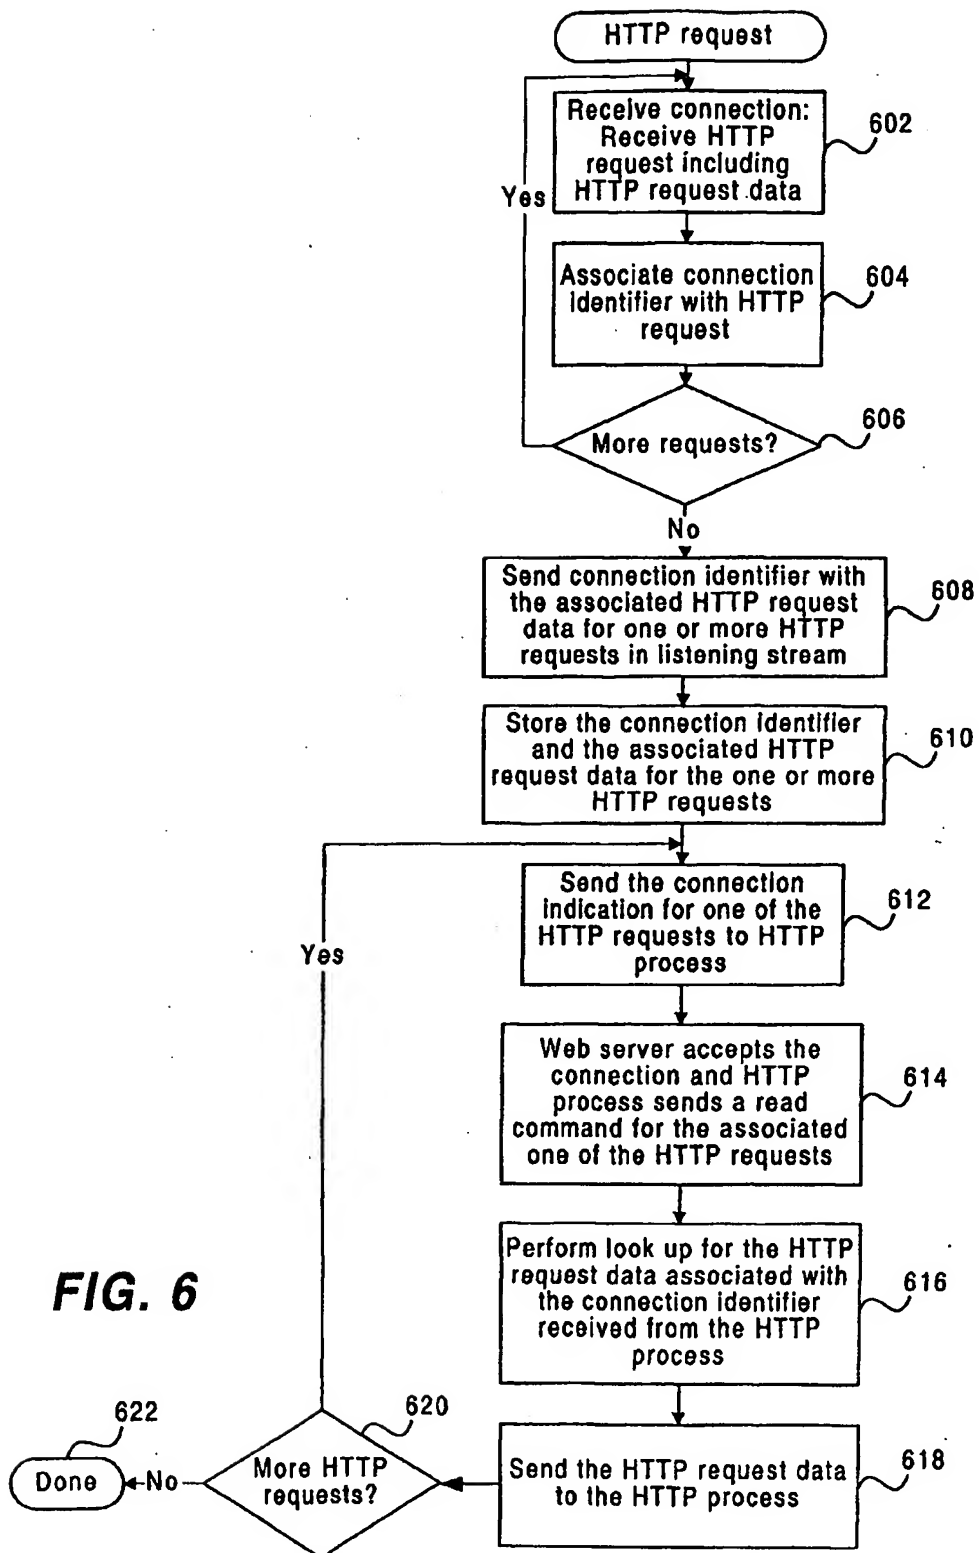 HTTP request
Receive connection:
Receive HTTP
request including
HTTP request data
602
Yes
Associate connection
identifier with HTTP
request
604
More requests?
606
No
Send connection identifier with
the associated HTTP request
data for one or more HTTP
requests in listening stream
608
Store the connection identifier
and the associated HTTP
request data for the one or more
HTTP requests
610
Send the connection
indication for one of the
HTTP requests to HTTP
process
612
Yes
Web server accepts the
connection and HTTP
process sends a read
command for the associated
one of the HTTP requests
614
Perform look up for the HTTP
request data associated with
the connection identifier
received from the HTTP
process
616
FIG. 6
Send the HTTP request data
to the HTTP process
618
More HTTP
requests?
620
No
Done
622